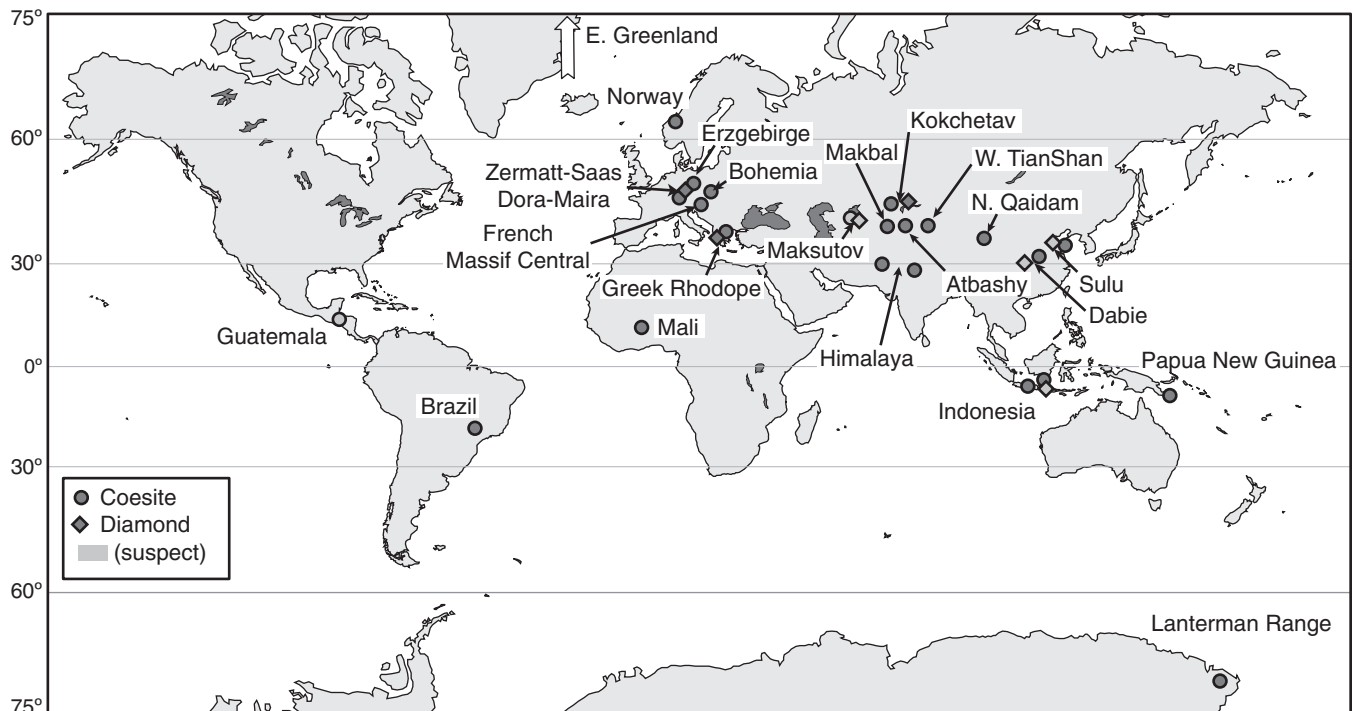 75º
E. Greenland
Norway
60º
Erzgebirge
Kokchetav
Makbal
W. TianShan
Zermatt-Saas
Dora-Maira
Bohemia
N. Qaidam
French
Massif Central
Maksutov
30º
Greek Rhodope
Atbashy
Sulu
Dabie
Guatemala
Mali
Himalaya
0º
Papua New Guinea
Brazil
Indonesia
30º
Coesite
Diamond
(suspect)
60º
Lanterman Range
75º